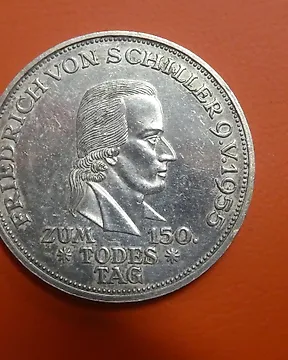 FRIEDRICH VON SCHILLER 9.V.1955
ZUM 150.
* TODES *
TAG